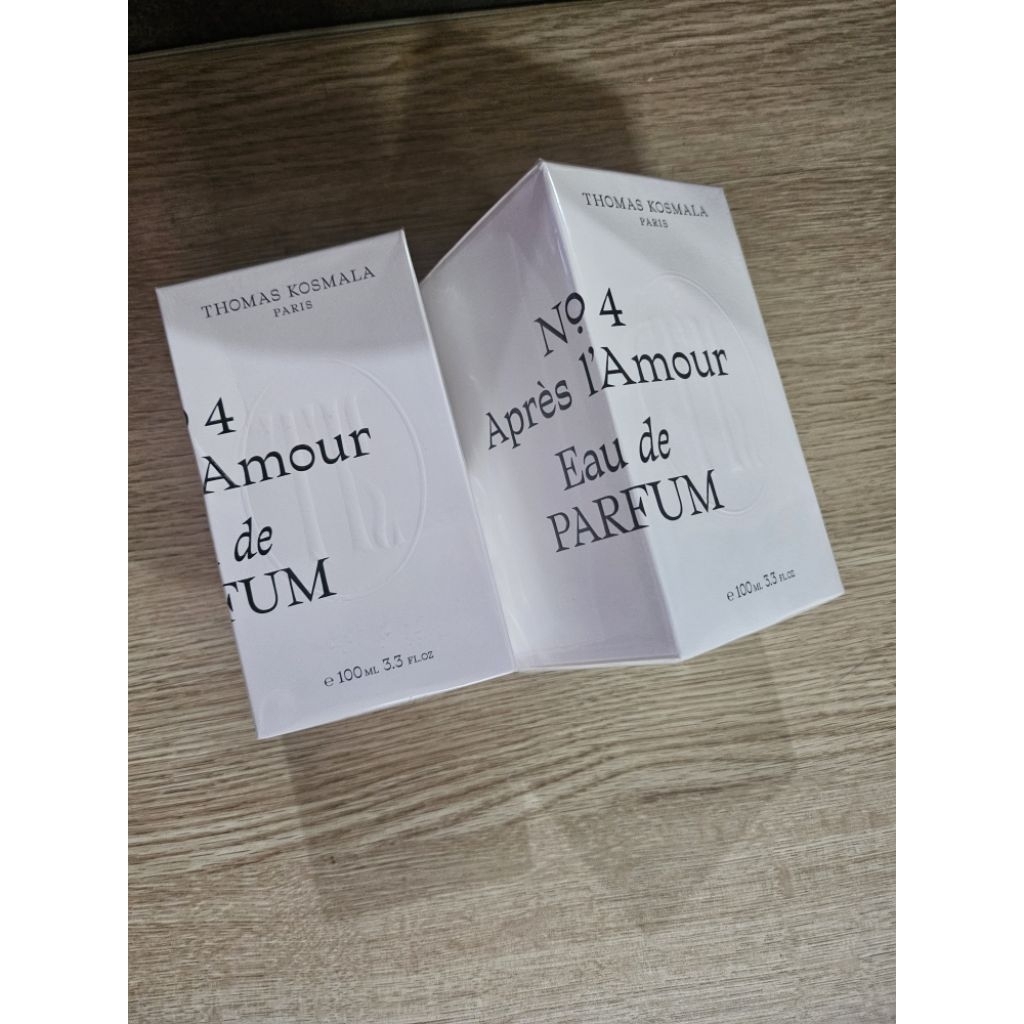 THOMAS KOSMALA
PARIS
4
Amour
de
FUM
e 100 ML 3.3 FL.OZ
THOMAS KOSMALA
PARIS
Nº 4
Après l'Amour
Eau de
PARFUM
e 100 ML 3.3 FL.OZ